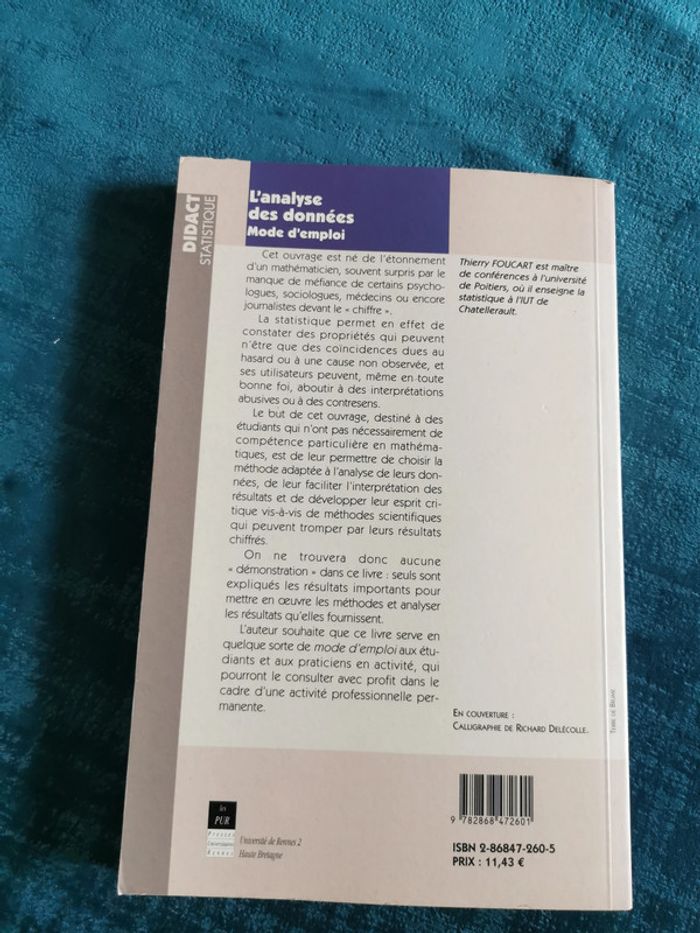 DIDACT
STATISTIQUE
L'analyse
des données
Mode d'emploi
Cet ouvrage est né de l'étonnement
d'un mathématicien, souvent surpris par le
manque de méfiance de certains psycho-
logues, sociologues, médecins ou encore
journalistes devant le « chiffre ».
La statistique permet en effet de
constater des propriétés qui peuvent
n'être que des coïncidences dues au
hasard ou à une cause non observée, et
ses utilisateurs peuvent, même en toute
bonne foi, aboutir à des interprétations
abusives ou à des contresens.
Le but de cet ouvrage, destiné à des
étudiants qui n'ont pas nécessairement de
compétence particulière en mathéma-
tiques, est de leur permettre de choisir la
méthode adaptée à l'analyse de leurs don-
nées, de leur faciliter l'interprétation des
résultats et de développer leur esprit cri-
tique vis-à-vis de méthodes scientifiques
qui peuvent tromper par leurs résultats
chiffrés.
On ne trouvera donc aucune
« démonstration » dans ce livre : seuls sont
expliqués les résultats importants pour
mettre en œuvre les méthodes et analyser
les résultats qu'elles fournissent.
L'auteur souhaite que ce livre serve en
quelque sorte de mode d'emploi aux étu-
diants et aux praticiens en activité, qui
pourront le consulter avec profit dans le
cadre d'une activité professionnelle per-
manente.
Thierry FOUCART est maître
de conférences à l'université
de Poitiers, où il enseigne la
statistique à l'IUT de
Chatellerault.
EN COUVERTURE :
CALLIGRAPHIE DE RICHARD DELÉCOLLE.
les
PUR
Presses
Universitaires
Rennes
Université de Rennes 2
Haute Bretagne
9 782868 472601
ISBN 2-86847-260-5
PRIX : 11,43 €